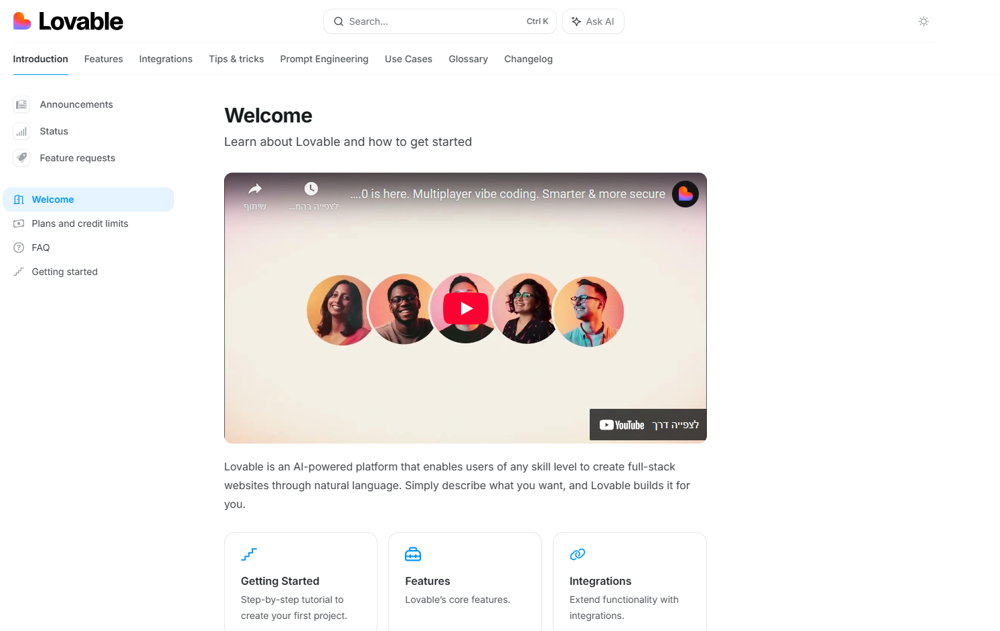 Lovable
Search...
Ctrl K
Ask AI
Introduction
Features
Integrations
Tips & tricks
Prompt Engineering
Use Cases
Glossary
Changelog
Announcements
Status
Feature requests
Welcome
Plans and credit limits
FAQ
Getting started
Welcome
Learn about Lovable and how to get started
שיתוף
לצפייה בהמ...
....0 is here. Multiplayer vibe coding. Smarter & more secure
לצפייה דרך YouTube
Lovable is an AI-powered platform that enables users of any skill level to create full-stack
websites through natural language. Simply describe what you want, and Lovable builds it for
you.
Getting Started
Step-by-step tutorial to
create your first project.
Features
Lovable's core features.
Integrations
Extend functionality with
integrations.